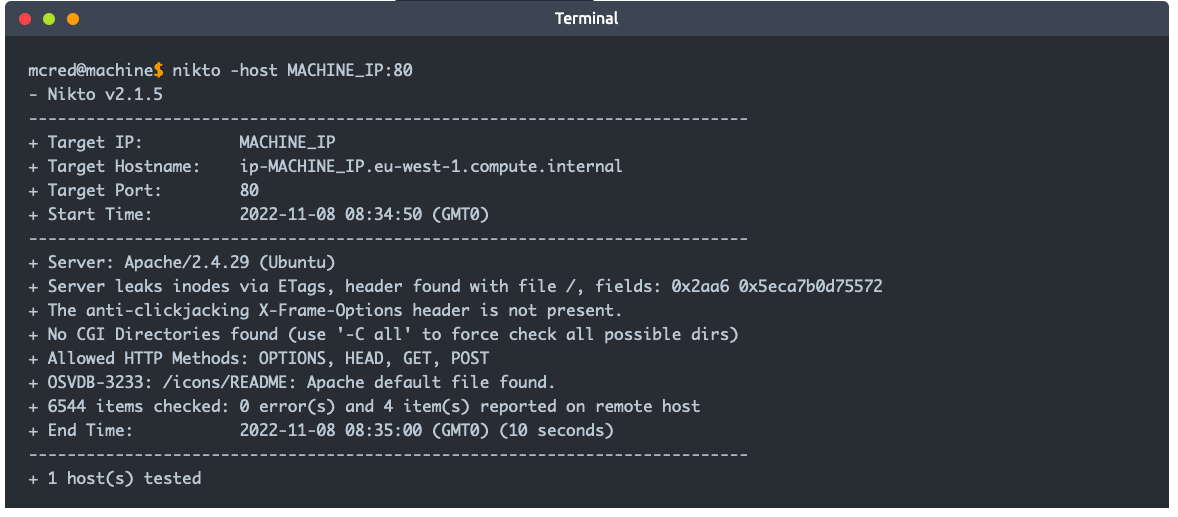 Terminal
mcred@machine$ nikto -host MACHINE_IP:80
- Nikto v2.1.5
---------------------------------------------------------------------------
+ Target IP:          MACHINE_IP
+ Target Hostname:    ip-MACHINE_IP.eu-west-1.compute.internal
+ Target Port:        80
+ Start Time:         2022-11-08 08:34:50 (GMT0)
---------------------------------------------------------------------------
+ Server: Apache/2.4.29 (Ubuntu)
+ Server leaks inodes via ETags, header found with file /, fields: 0x2aa6 0x5eca7b0d75572
+ The anti-clickjacking X-Frame-Options header is not present.
+ No CGI Directories found (use '-C all' to force check all possible dirs)
+ Allowed HTTP Methods: OPTIONS, HEAD, GET, POST
+ OSVDB-3233: /icons/README: Apache default file found.
+ 6544 items checked: 0 error(s) and 4 item(s) reported on remote host
+ End Time:           2022-11-08 08:35:00 (GMT0) (10 seconds)
---------------------------------------------------------------------------
+ 1 host(s) tested